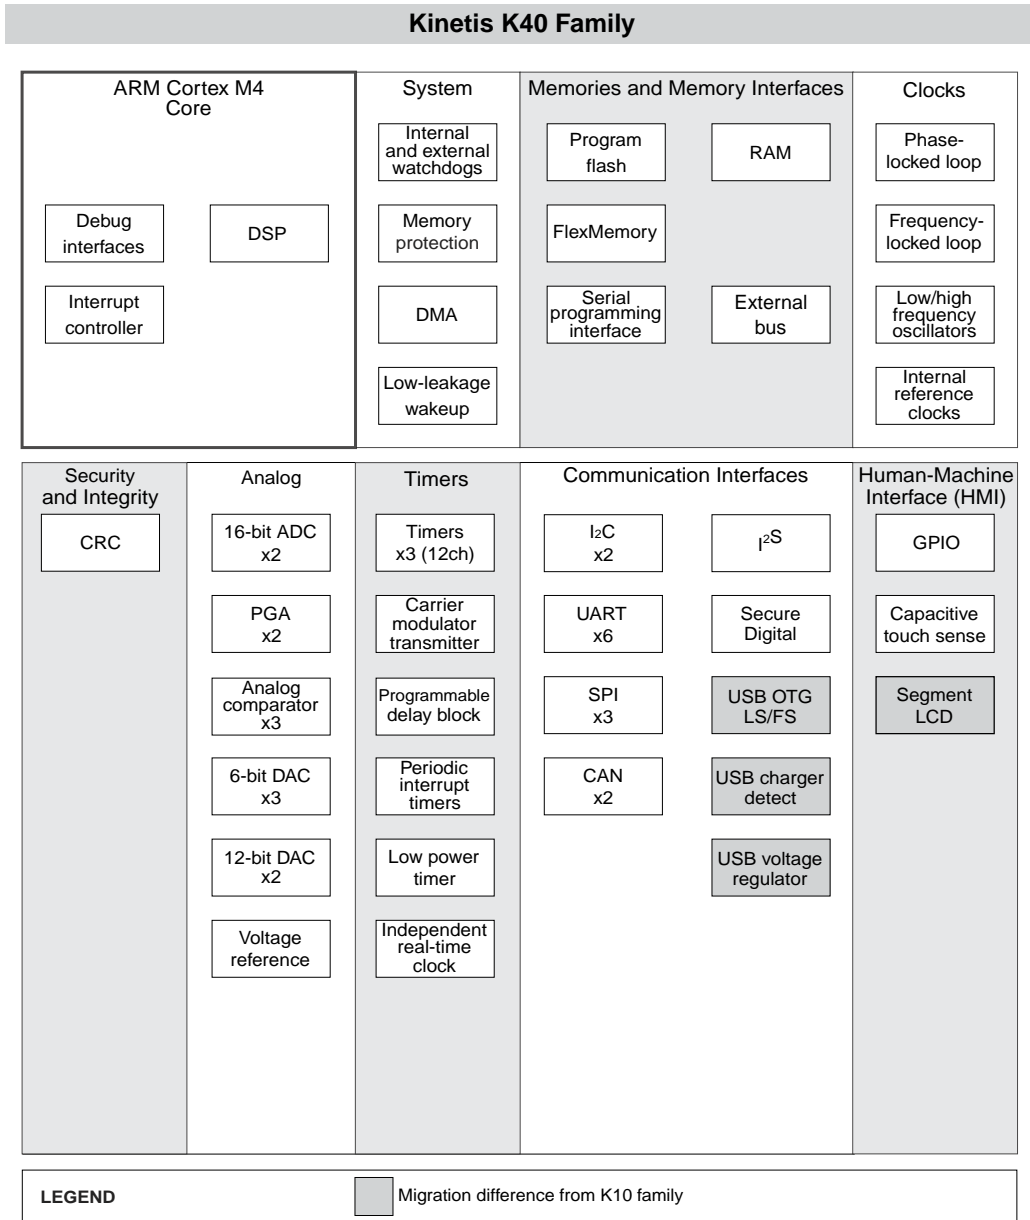 Kinetis K40 Family
ARM Cortex M4
Core
Debug
interfaces
DSP
Interrupt
controller
System
Internal
and external
watchdogs
Memory
protection
DMA
Low-leakage
wakeup
Memories and Memory Interfaces
Program
flash
RAM
FlexMemory
Serial
programming
interface
External
bus
Clocks
Phase-
locked loop
Frequency-
locked loop
Low/high
frequency
oscillators
Internal
reference
clocks
Security
and Integrity
CRC
Analog
16-bit ADC
x2
PGA
x2
Analog
comparator
x3
6-bit DAC
x3
12-bit DAC
x2
Voltage
reference
Timers
Timers
x3 (12ch)
Carrier
modulator
transmitter
Programmable
delay block
Periodic
interrupt
timers
Low power
timer
Independent
real-time
clock
Communication Interfaces
I2C
x2
I²S
UART
x6
Secure
Digital
SPI
x3
USB OTG
LS/FS
CAN
x2
USB charger
detect
USB voltage
regulator
Human-Machine
Interface (HMI)
GPIO
Capacitive
touch sense
Segment
LCD
LEGEND
Migration difference from K10 family